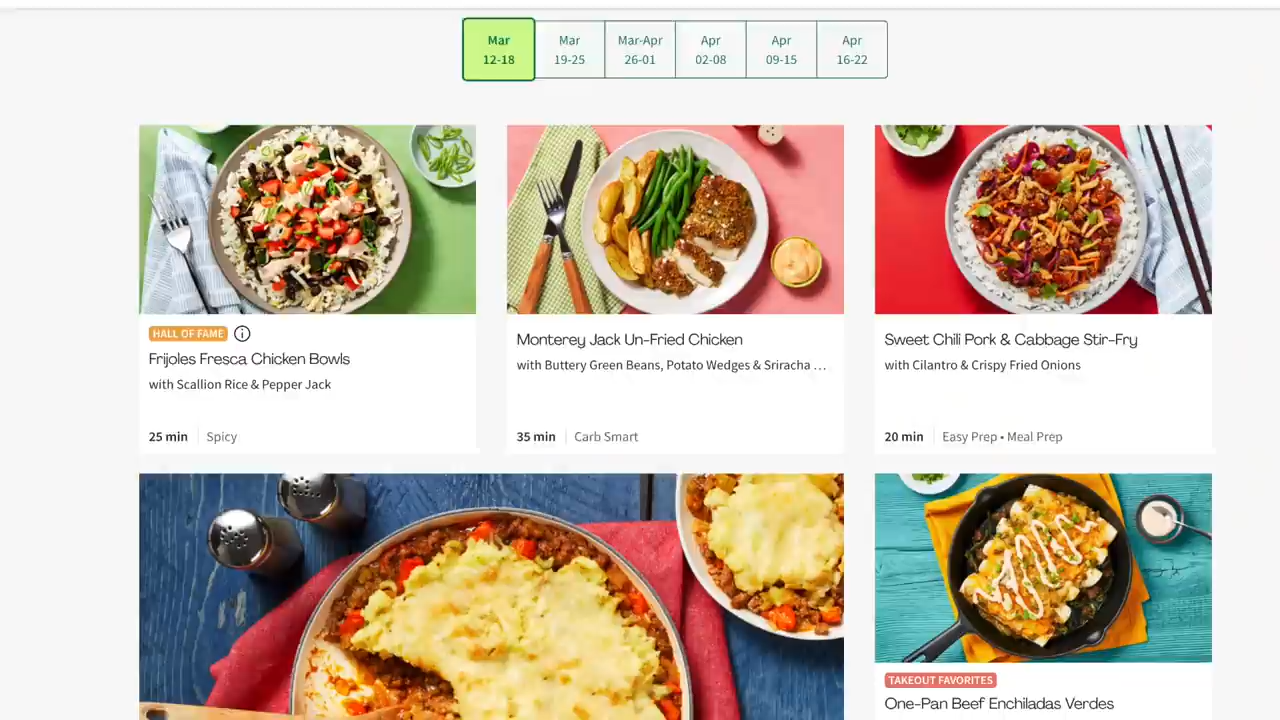 Mar
12-18
Mar
19-25
Mar-Apr
26-01
Apr
02-08
Apr
09-15
Apr
16-22
HALL OF FAME
Frijoles Fresca Chicken Bowls
with Scallion Rice & Pepper Jack
25 min Spicy
Monterey Jack Un-Fried Chicken
with Buttery Green Beans, Potato Wedges & Sriracha ...
35 min Carb Smart
Sweet Chili Pork & Cabbage Stir-Fry
with Cilantro & Crispy Fried Onions
20 min Easy Prep • Meal Prep
TAKEOUT FAVORITES
One-Pan Beef Enchiladas Verdes